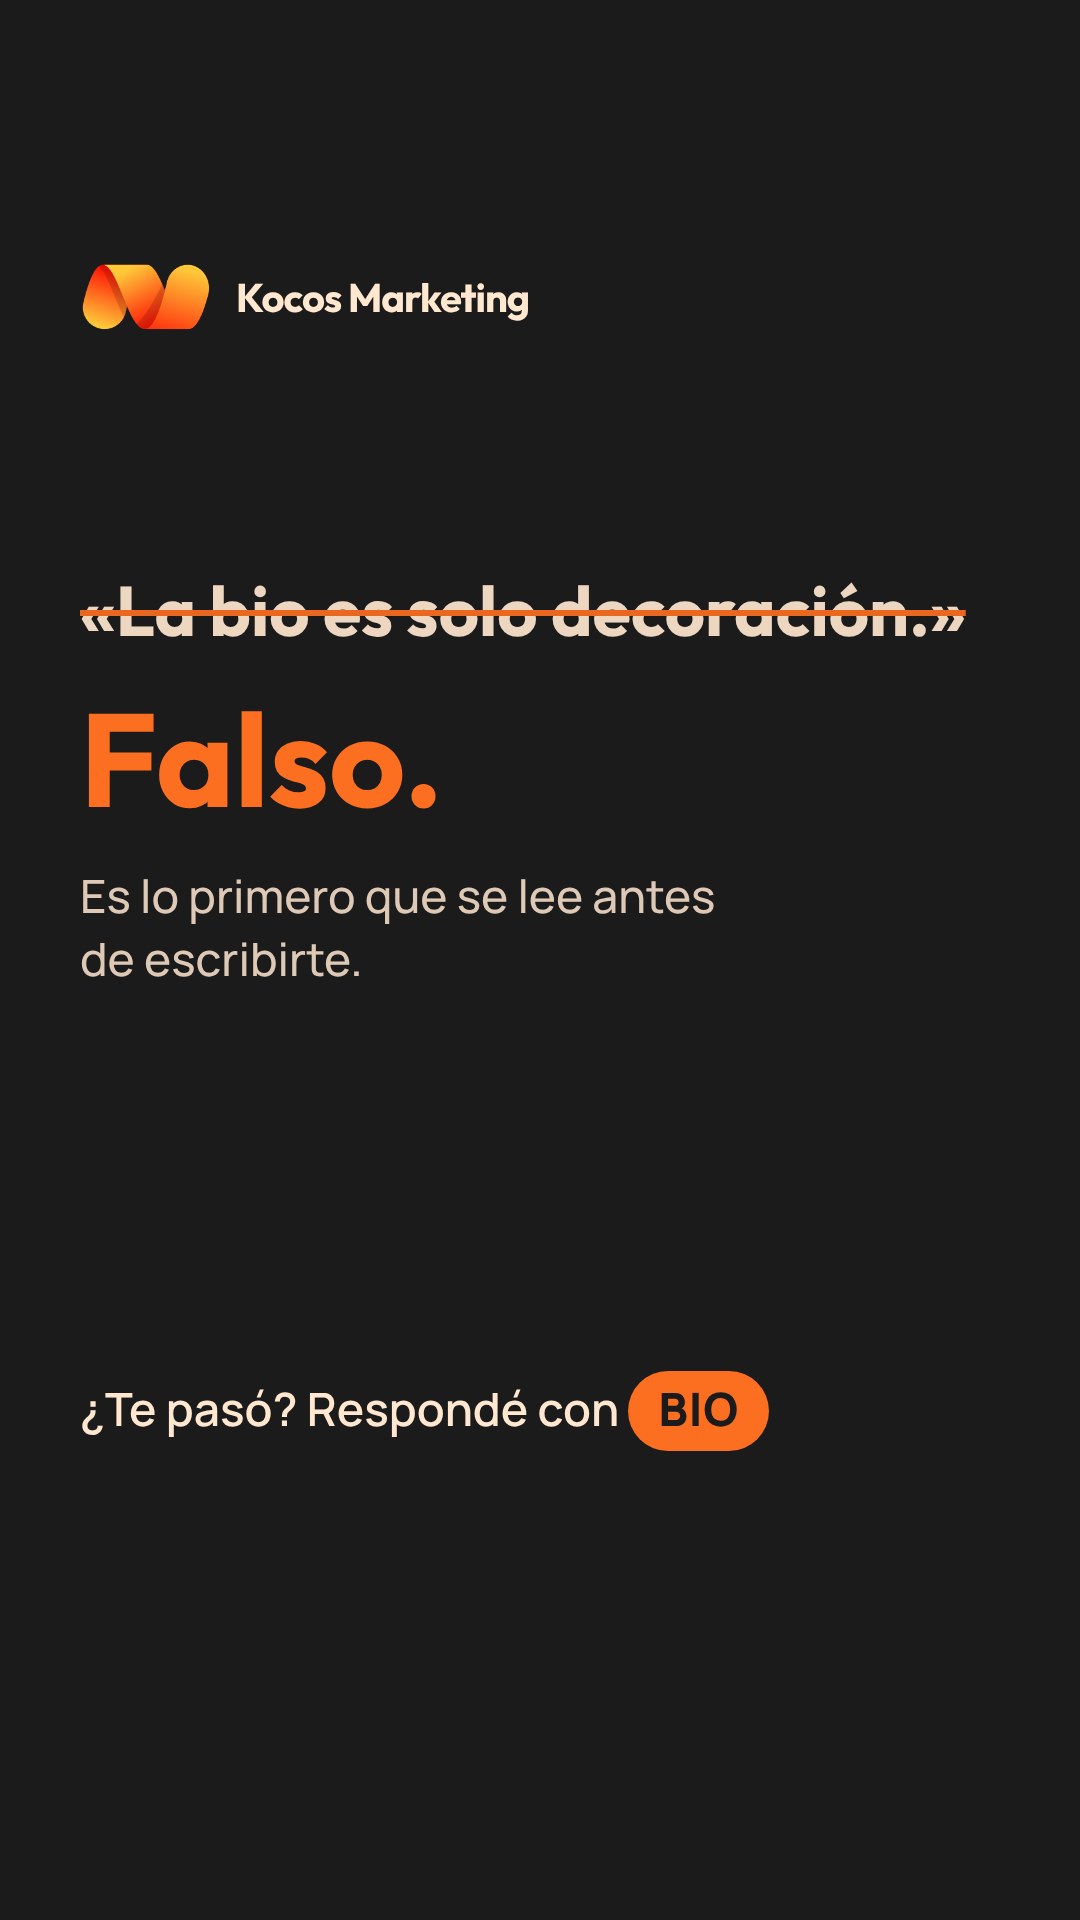 Kocos Marketing
«La bio es solo decoración.»
Falso.
Es lo primero que se lee antes
de escribirte.
¿Te pasó? Respondé con BIO